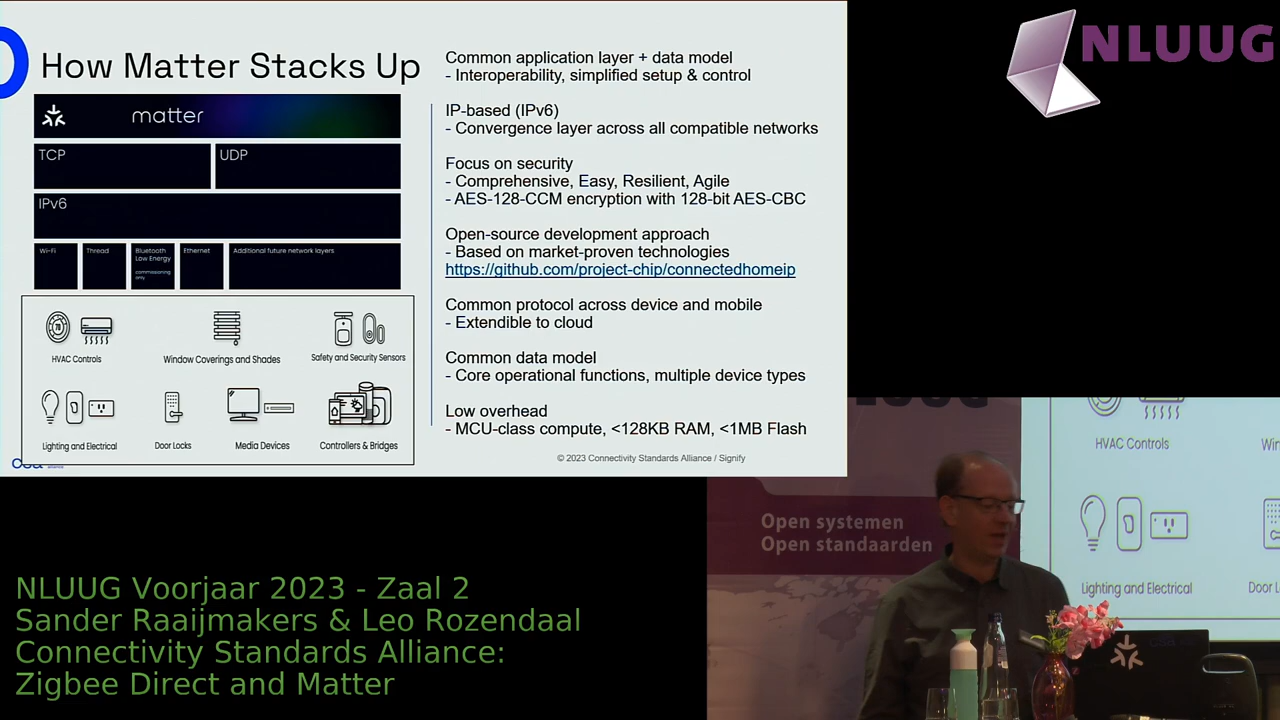 How Matter Stacks Up
matter
TCP
UDP
IPv6
Wi-Fi
Thread
Bluetooth
Low Energy
commissioning
only
Ethernet
Additional future network layers
HVAC Controls
Window Coverings and Shades
Safety and Security Sensors
Lighting and Electrical
Door Locks
Media Devices
Controllers & Bridges
Common application layer + data model
- Interoperability, simplified setup & control
IP-based (IPv6)
- Convergence layer across all compatible networks
Focus on security
- Comprehensive, Easy, Resilient, Agile
- AES-128-CCM encryption with 128-bit AES-CBC
Open-source development approach
- Based on market-proven technologies
https://github.com/project-chip/connectedhomeip
Common protocol across device and mobile
- Extendible to cloud
Common data model
- Core operational functions, multiple device types
Low overhead
- MCU-class compute, <128KB RAM, <1MB Flash
© 2023 Connectivity Standards Alliance / Signify
NLUUG
Open systemen
Open standaarden
HVAC Controls
Win
Lighting and Electrical
Door L
NLUUG Voorjaar 2023 - Zaal 2
Sander Raaijmakers & Leo Rozendaal
Connectivity Standards Alliance:
Zigbee Direct and Matter